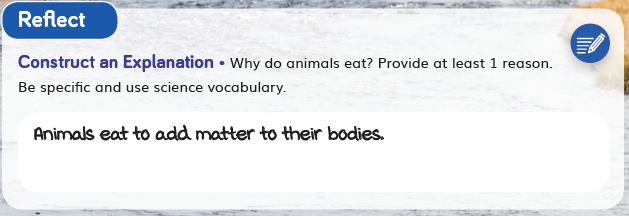 Reflect
Construct an Explanation • Why do animals eat? Provide at least 1 reason.
Be specific and use science vocabulary.
Animals eat to add matter to their bodies.